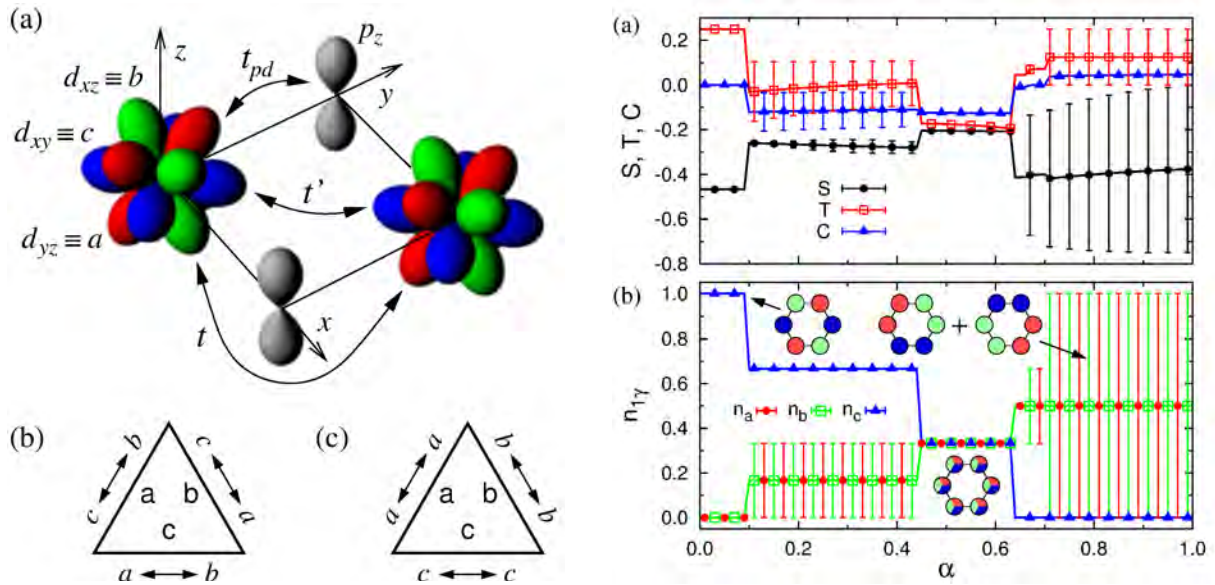 (a)
z
p_z
t_pd
d_xz ≡ b
y
d_xy ≡ c
t'
d_yz ≡ a
t
x
(b)
b
c
a
b
c
a
c
a
b
(c)
a
b
a
b
a
b
c
c
c
(a)
0.2
0.0
-0.2
-0.4
-0.6
-0.8
S, T, C
S
T
C
(b)
1.0
0.8
0.6
0.4
0.2
0.0
n_1γ
+
n_a
n_b
n_c
0.0
0.2
0.4
0.6
0.8
1.0
α